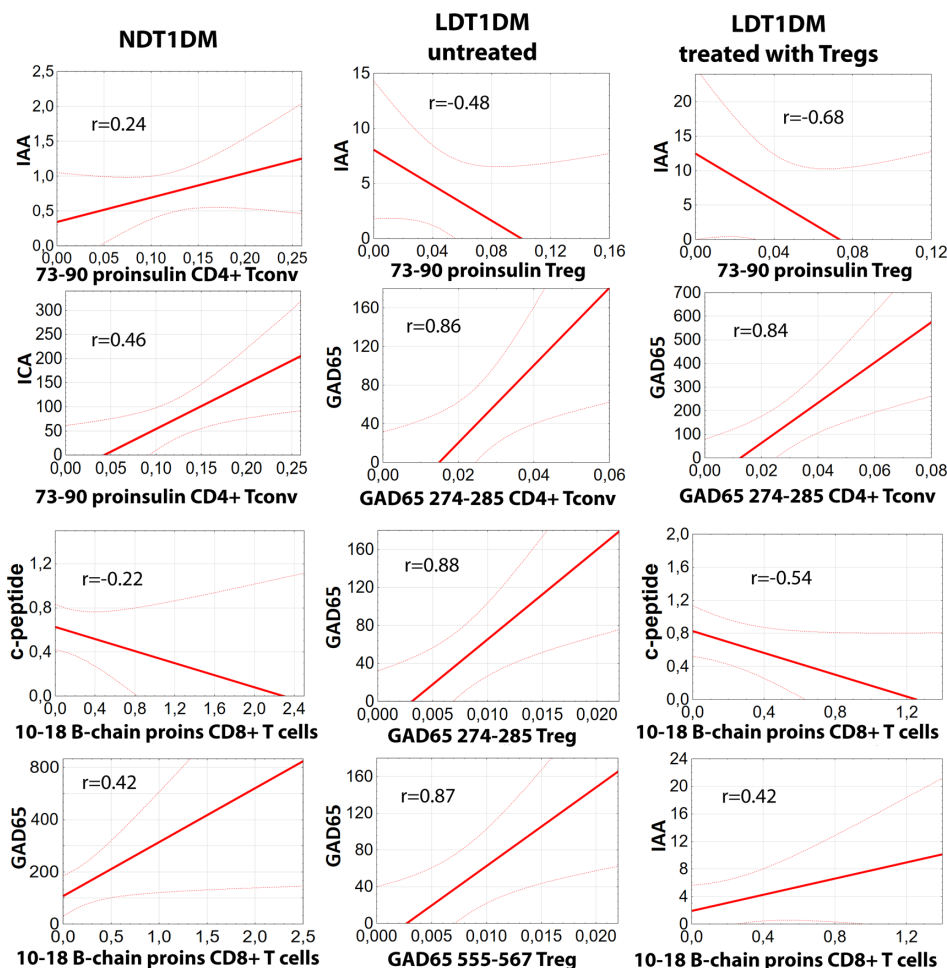 NDT1DM
LDT1DM
untreated
LDT1DM
treated with Tregs
2,5
2,0
1,5
1,0
0,5
0,0
IAA
r=0.24
0,00 0,05 0,10 0,15 0,20 0,25
73-90 proinsulin CD4+ Tconv
15
10
5
0
IAA
r=-0.48
0,00 0,04 0,08 0,12 0,16
73-90 proinsulin Treg
20
15
10
5
0
IAA
r=-0.68
0,00 0,04 0,08 0,12
73-90 proinsulin Treg
300
250
200
150
100
50
0
ICA
r=0.46
0,00 0,05 0,10 0,15 0,20 0,25
73-90 proinsulin CD4+ Tconv
160
120
80
40
0
GAD65
r=0.86
0,00 0,02 0,04 0,06
GAD65 274-285 CD4+ Tconv
700
600
500
400
300
200
100
0
GAD65
r=0.84
0,00 0,02 0,04 0,06 0,08
GAD65 274-285 CD4+ Tconv
1,2
0,8
0,4
0,0
c-peptide
r=-0.22
0,0 0,4 0,8 1,2 1,6 2,0 2,4
10-18 B-chain proins CD8+ T cells
160
120
80
40
0
GAD65
r=0.88
0,000 0,005 0,010 0,015 0,020
GAD65 274-285 Treg
2,0
1,6
1,2
0,8
0,4
0,0
c-peptide
r=-0.54
0,0 0,4 0,8 1,2
10-18 B-chain proins CD8+ T cells
800
400
200
0
GAD65
r=0.42
0,0 0,5 1,0 1,5 2,0 2,5
10-18 B-chain proins CD8+ T cells
160
120
80
40
0
GAD65
r=0.87
0,000 0,005 0,010 0,015 0,020
GAD65 555-567 Treg
24
20
16
12
8
4
0
IAA
r=0.42
0,0 0,4 0,8 1,2
10-18 B-chain proins CD8+ T cells